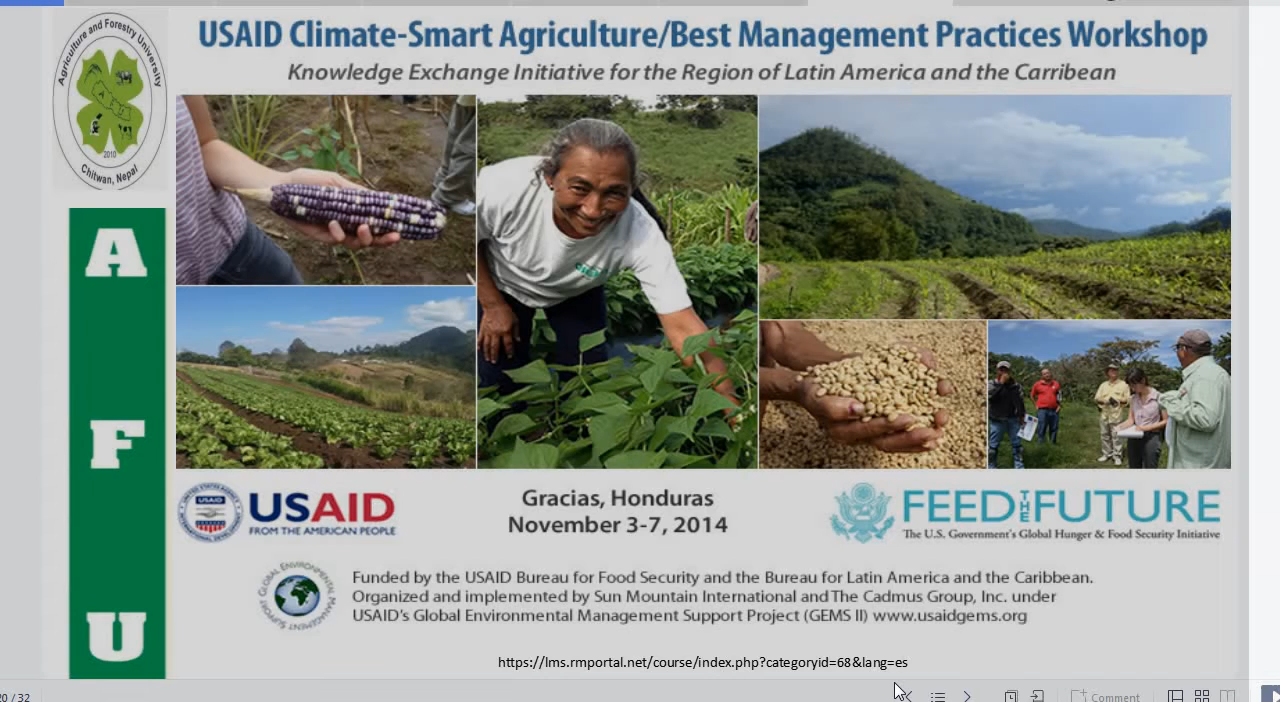 Agriculture and Forestry University
2010
Chitwan, Nepal
A
F
U
USAID Climate-Smart Agriculture/Best Management Practices Workshop
Knowledge Exchange Initiative for the Region of Latin America and the Carribean
USAID
USAID
FROM THE AMERICAN PEOPLE
Gracias, Honduras
November 3-7, 2014
FEED THE FUTURE
The U.S. Government's Global Hunger & Food Security Initiative
GLOBAL ENVIRONMENTAL MANAGEMENT SUPPORT
Funded by the USAID Bureau for Food Security and the Bureau for Latin America and the Caribbean.
Organized and implemented by Sun Mountain International and The Cadmus Group, Inc. under
USAID's Global Environmental Management Support Project (GEMS II) www.usaidgems.org
https://lms.rmportal.net/course/index.php?categoryid=68&lang=es
/ 32
Comment